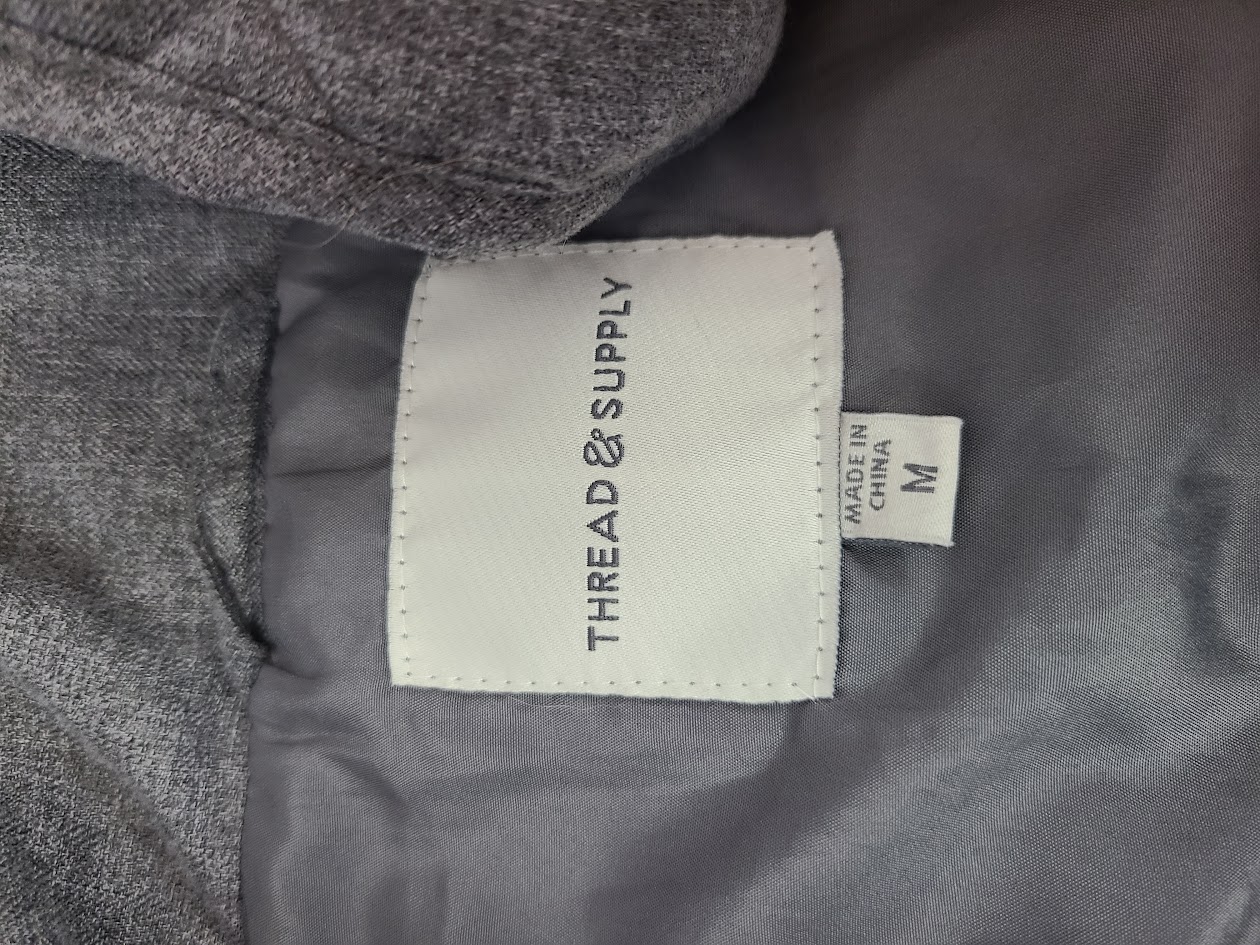 THREAD & SUPPLY
MADE IN
CHINA
M